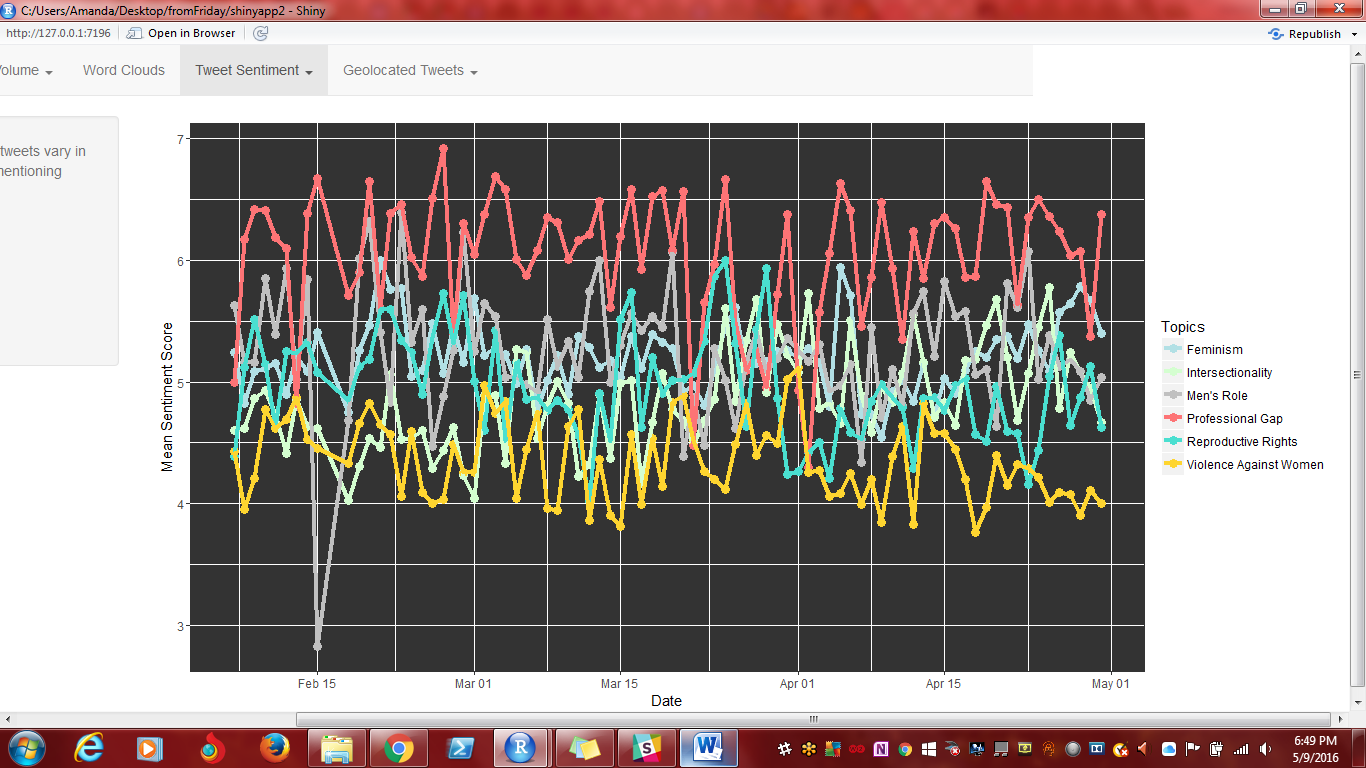 C:/Users/Amanda/Desktop/fromFriday/shinyapp2 - Shiny
http://127.0.0.1:7196 Open in Browser Republish
olume Word Clouds Tweet Sentiment Geolocated Tweets
tweets vary in
nentioning
7
6
5
4
3
Mean Sentiment Score
Feb 15 Mar 01 Mar 15 Apr 01 Apr 15 May 01
Date
Topics
Feminism
Intersectionality
Men's Role
Professional Gap
Reproductive Rights
Violence Against Women
6:49 PM
5/9/2016